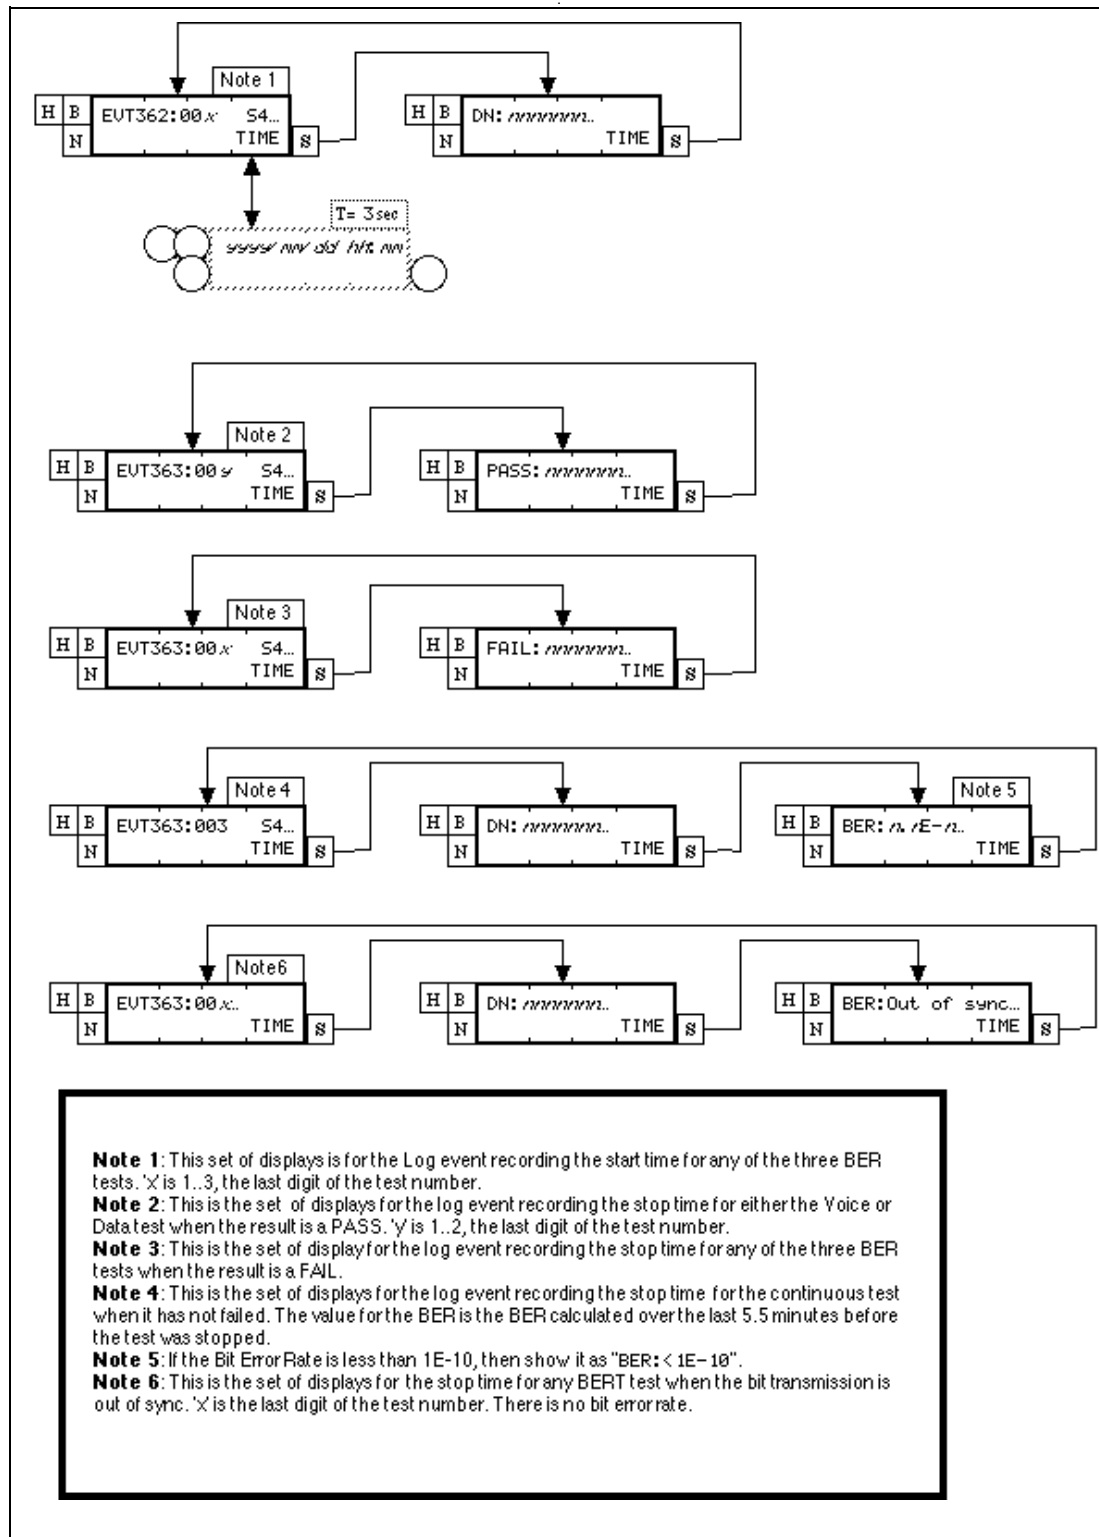 Note 1
H B EVT362:00x S4...
N TIME S
H B DN: nnnnnnn..
N TIME S
T= 3sec
Note 2
H B EVT363:00y S4...
N TIME S
H B PASS: nnnnnnn..
N TIME S
Note 3
H B EVT363:00x S4...
N TIME S
H B FAIL: nnnnnnn..
N TIME S
Note 4
H B EVT363:003 S4...
N TIME S
H B DN: nnnnnnn..
N TIME S
Note 5
H B BER: n.nE-n..
N TIME S
Note6
H B EVT363:00x..
N TIME S
H B DN: nnnnnnn..
N TIME S
H B BER:Out of sync...
N TIME S
Note 1: This set of displays is for the Log event recording the start time for any of the three BER
tests. 'x' is 1..3, the last digit of the test number.
Note 2: This is the set of displays for the log event recording the stop time for either the Voice or
Data test when the result is a PASS. 'y' is 1..2, the last digit of the test number.
Note 3: This is the set of display for the log event recording the stop time for any of the three BER
tests when the result is a FAIL.
Note 4: This is the set of displays for the log event recording the stop time for the continuous test
when it has not failed. The value for the BER is the BER calculated over the last 5.5 minutes before
the test was stopped.
Note 5: If the Bit Error Rate is less than 1E-10, then show it as "BER: < 1E-10".
Note 6: This is the set of displays for the stop time for any BERT test when the bit transmission is
out of sync. 'x' is the last digit of the test number. There is no bit error rate.